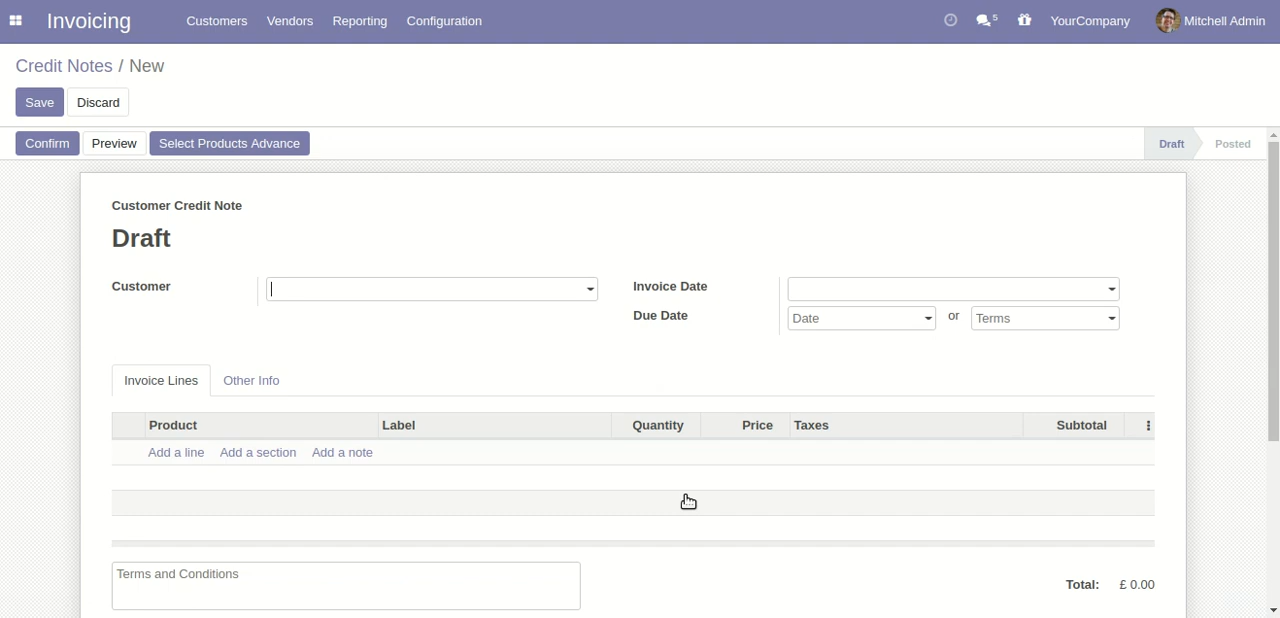 Invoicing Customers Vendors Reporting Configuration 5 YourCompany Mitchell Admin
Credit Notes / New
Save Discard
Confirm Preview Select Products Advance Draft Posted
Customer Credit Note
Draft
Customer Invoice Date
Due Date Date or Terms
Invoice Lines Other Info
Product Label Quantity Price Taxes Subtotal
Add a line Add a section Add a note
Terms and Conditions Total: £ 0.00